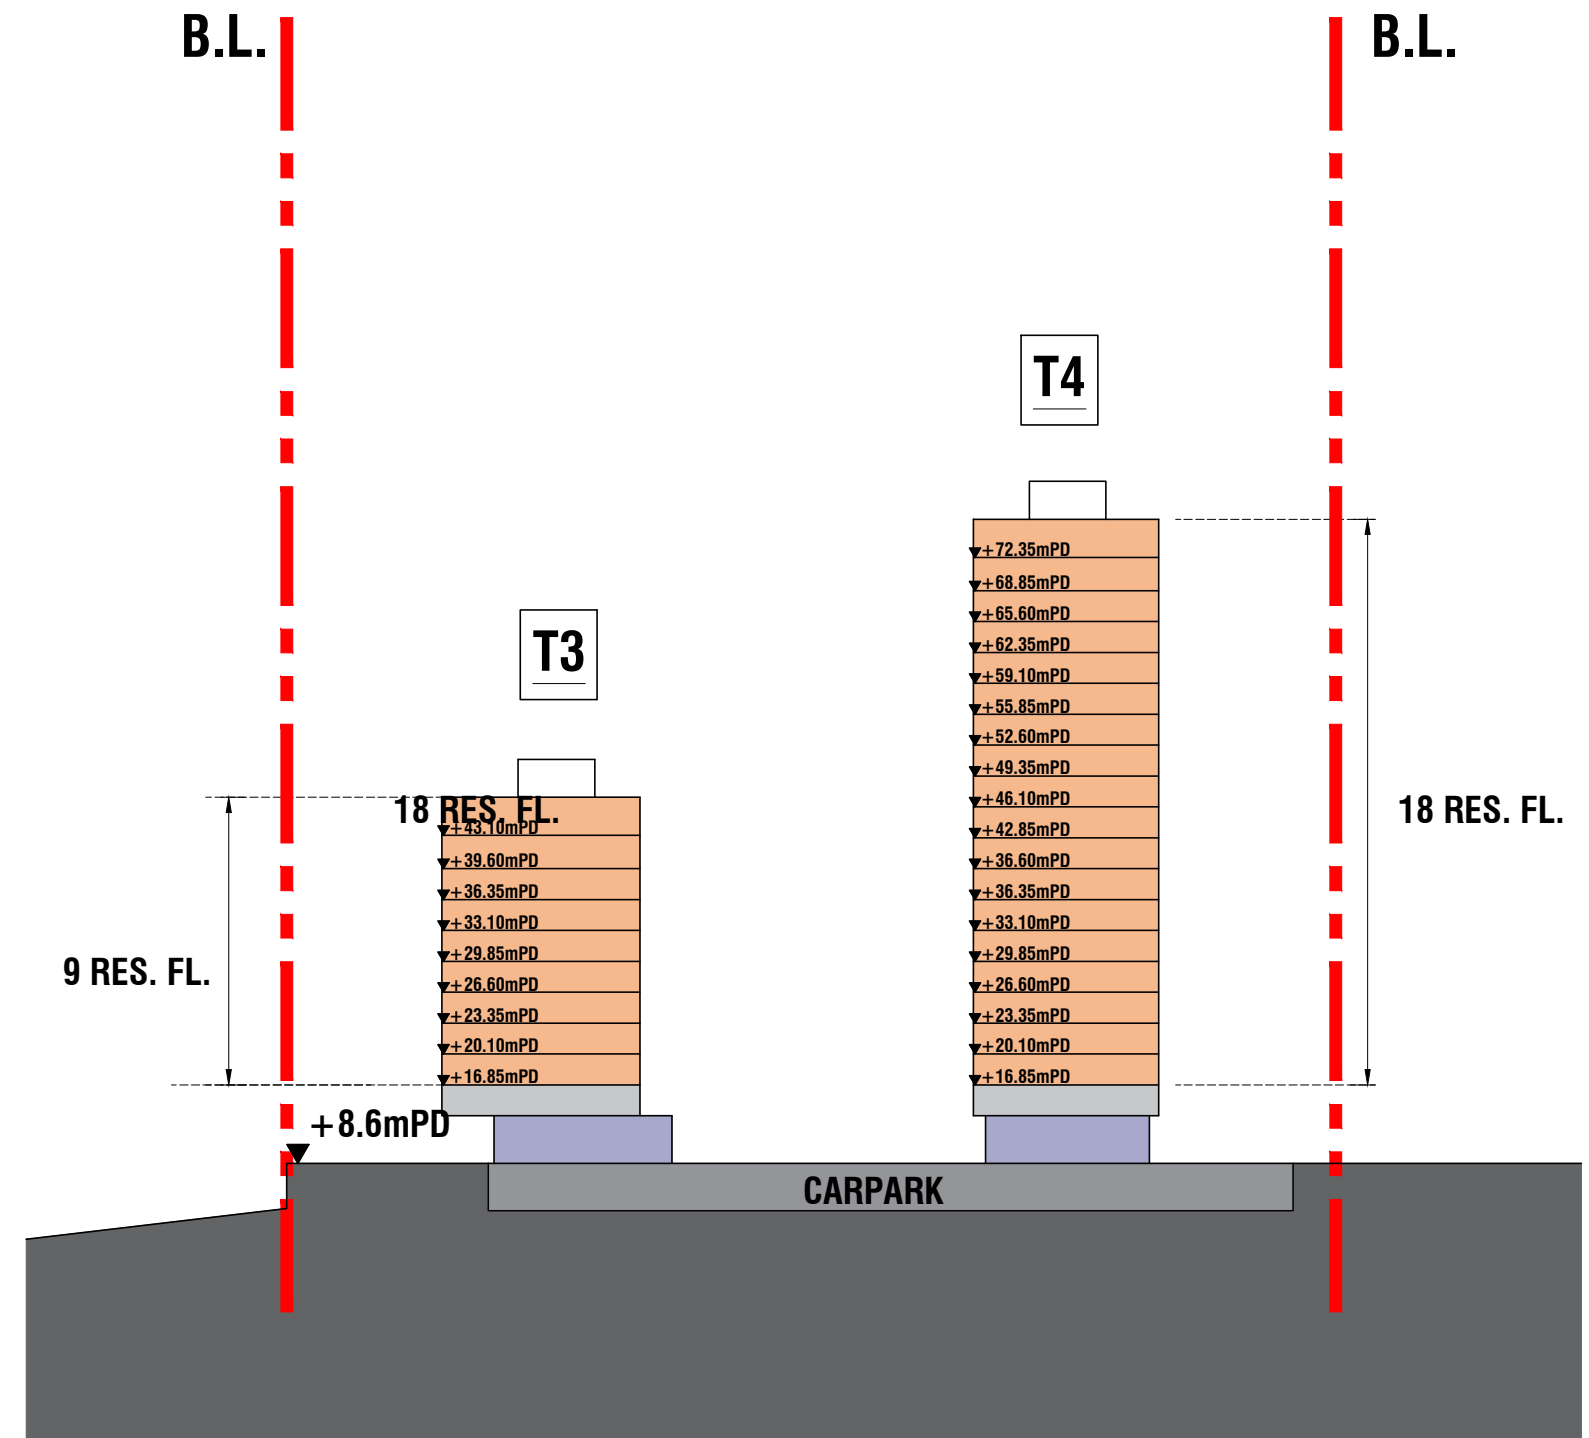 B.L.
B.L.
T4
T3
+72.35mPD
+68.85mPD
+65.60mPD
+62.35mPD
+59.10mPD
+55.85mPD
+52.60mPD
+49.35mPD
+46.10mPD
+42.85mPD
+36.60mPD
+36.35mPD
+33.10mPD
+29.85mPD
+26.60mPD
+23.35mPD
+20.10mPD
+16.85mPD
18 RES. FL.
18 RES. FL.
+43.10mPD
+39.60mPD
+36.35mPD
+33.10mPD
+29.85mPD
+26.60mPD
+23.35mPD
+20.10mPD
+16.85mPD
9 RES. FL.
+8.6mPD
CARPARK